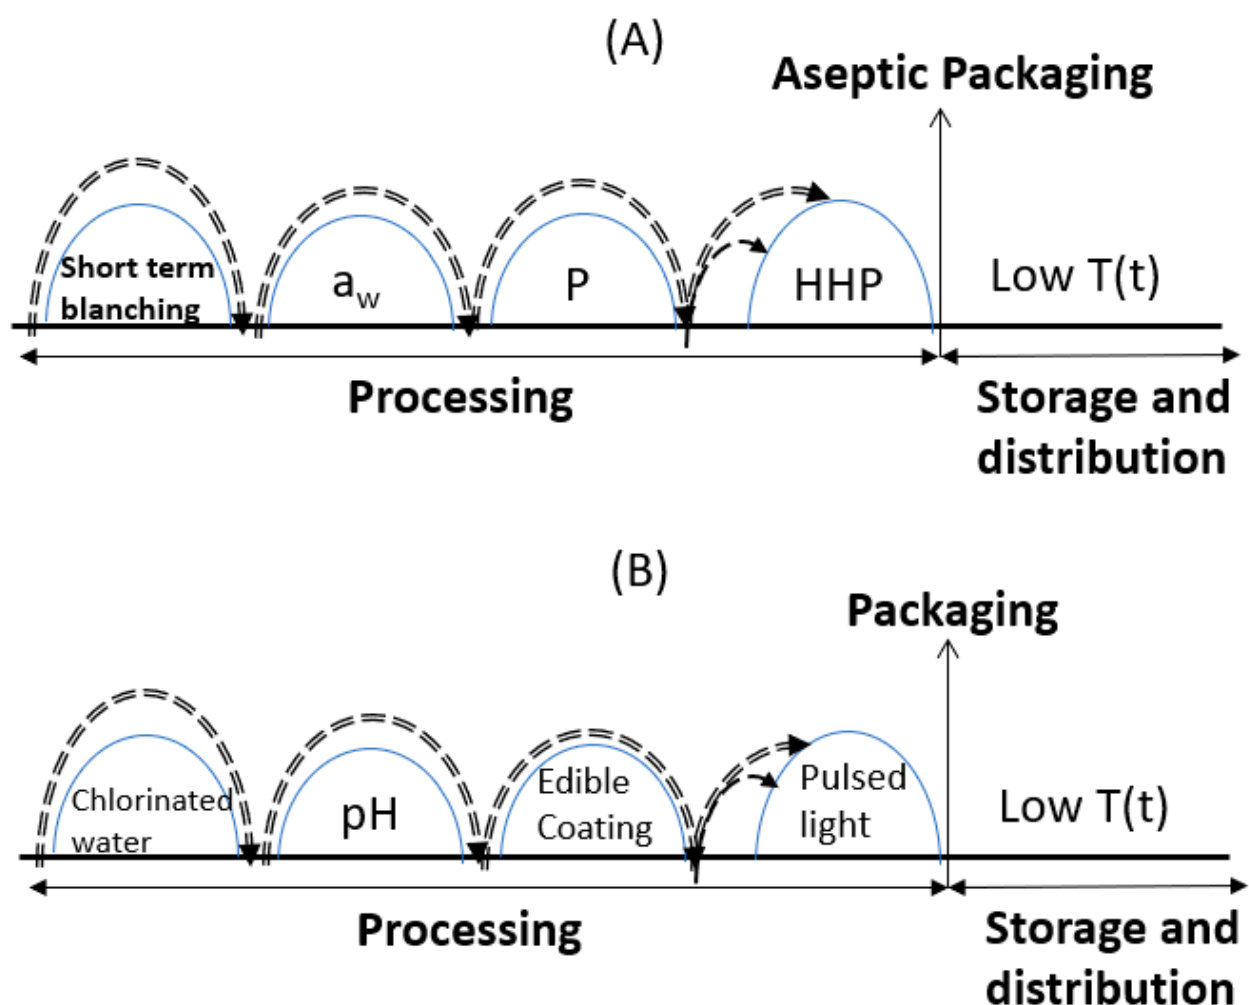 (A)
Aseptic Packaging
Short term
blanching
aw
P
HHP
Low T(t)
Processing
Storage and
distribution
(B)
Packaging
Chlorinated
water
pH
Edible
Coating
Pulsed
light
Low T(t)
Processing
Storage and
distribution